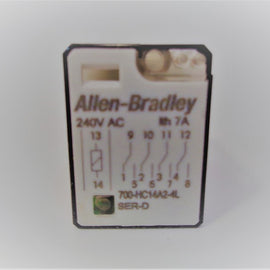 Allen-Bradley
240V AC Ith 7A
13 9 10 11 12
14 1 5 2 6 3 7 4 8
700-HC14A2-4L
SER-D